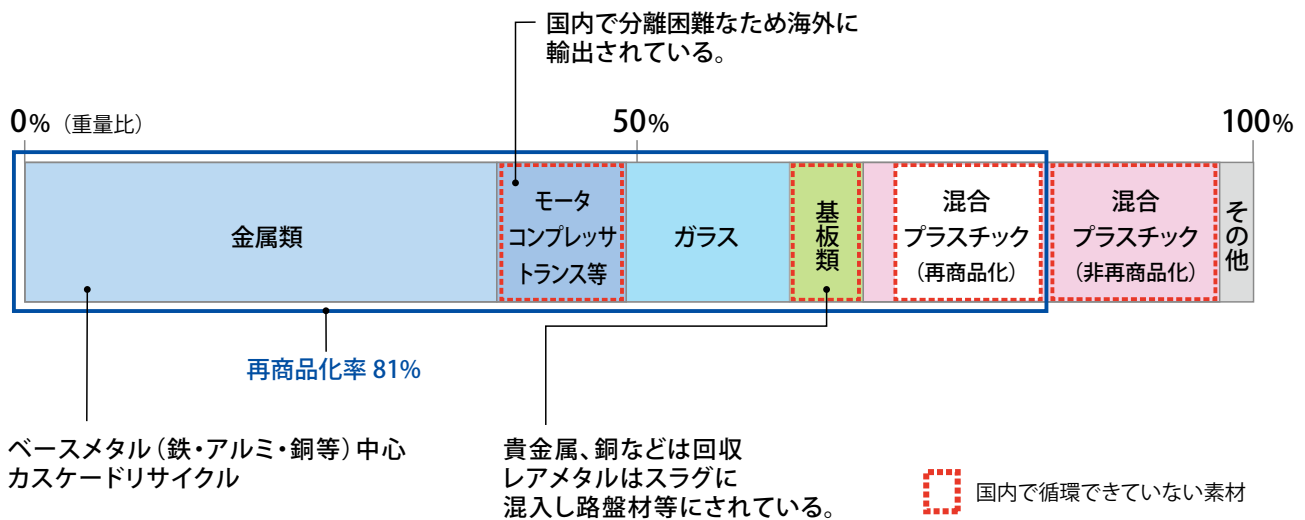 国内で分離困難なため海外に
輸出されている。
0%（重量比）
50%
100%
金属類
モータ
コンプレッサ
トランス等
ガラス
基板類
混合
プラスチック
（再商品化）
混合
プラスチック
（非再商品化）
その他
再商品化率 81%
ベースメタル（鉄・アルミ・銅等）中心
カスケードリサイクル
貴金属、銅などは回収
レアメタルはスラグに
混入し路盤材等にされている。
国内で循環できていない素材